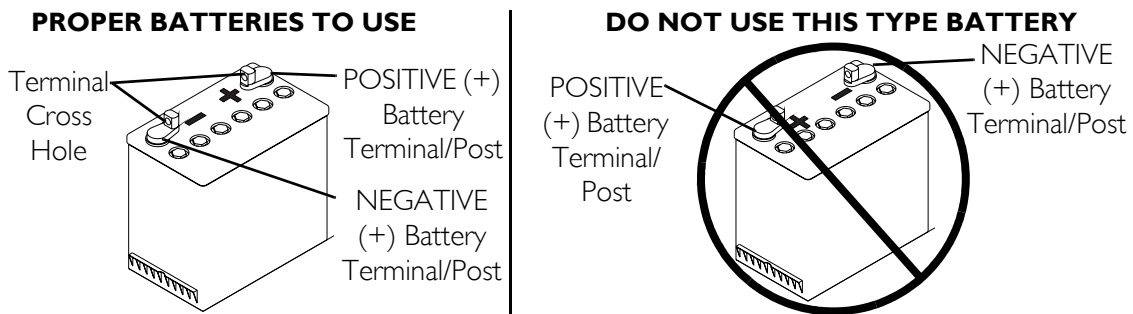 PROPER BATTERIES TO USE
Terminal
Cross
Hole
POSITIVE (+)
Battery
Terminal/Post
NEGATIVE
(+) Battery
Terminal/Post
DO NOT USE THIS TYPE BATTERY
POSITIVE
(+) Battery
Terminal/
Post
NEGATIVE
(+) Battery
Terminal/Post